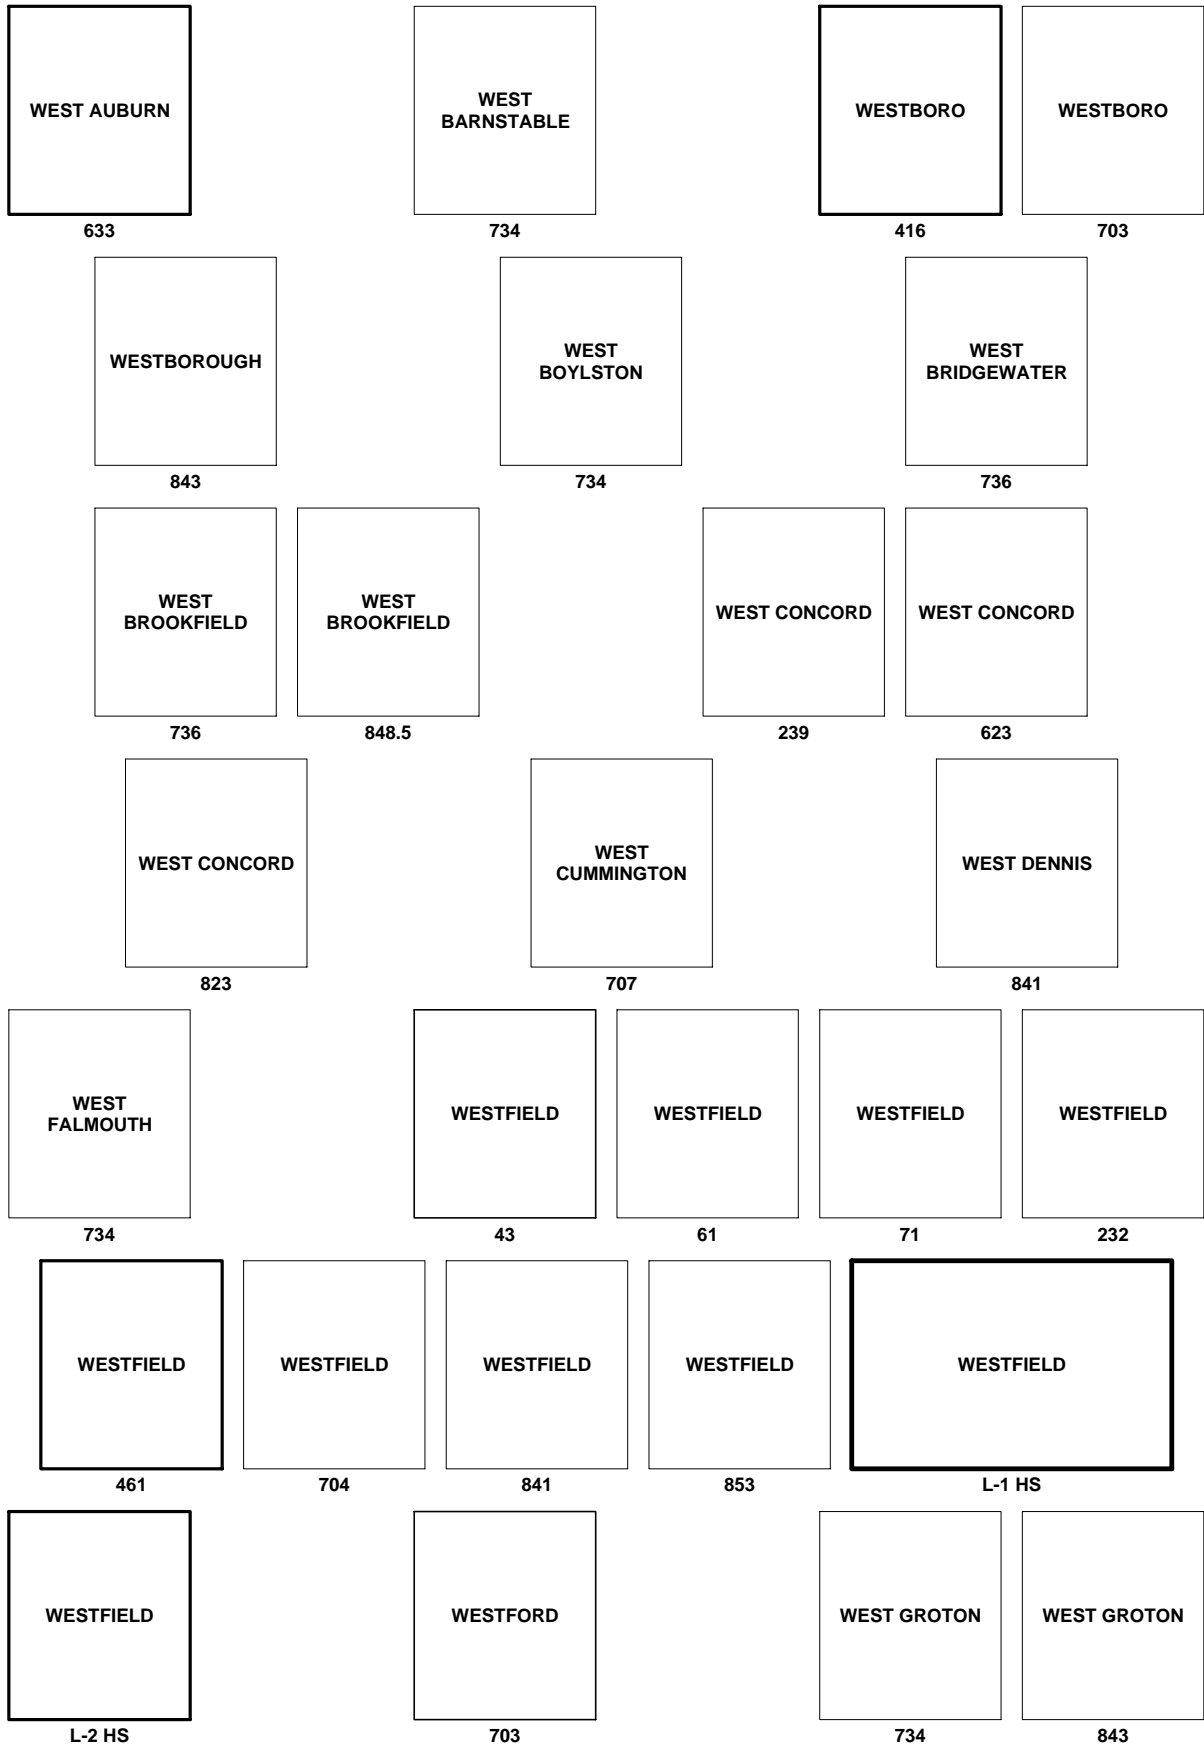 WEST AUBURN
633
WEST
BARNSTABLE
734
WESTBORO
416
WESTBORO
703
WESTBOROUGH
843
WEST
BOYLSTON
734
WEST
BRIDGEWATER
736
WEST
BROOKFIELD
736
WEST
BROOKFIELD
848.5
WEST CONCORD
239
WEST CONCORD
623
WEST CONCORD
823
WEST
CUMMINGTON
707
WEST DENNIS
841
WEST
FALMOUTH
734
WESTFIELD
43
WESTFIELD
61
WESTFIELD
71
WESTFIELD
232
WESTFIELD
461
WESTFIELD
704
WESTFIELD
841
WESTFIELD
853
WESTFIELD
L-1 HS
WESTFIELD
L-2 HS
WESTFORD
703
WEST GROTON
734
WEST GROTON
843